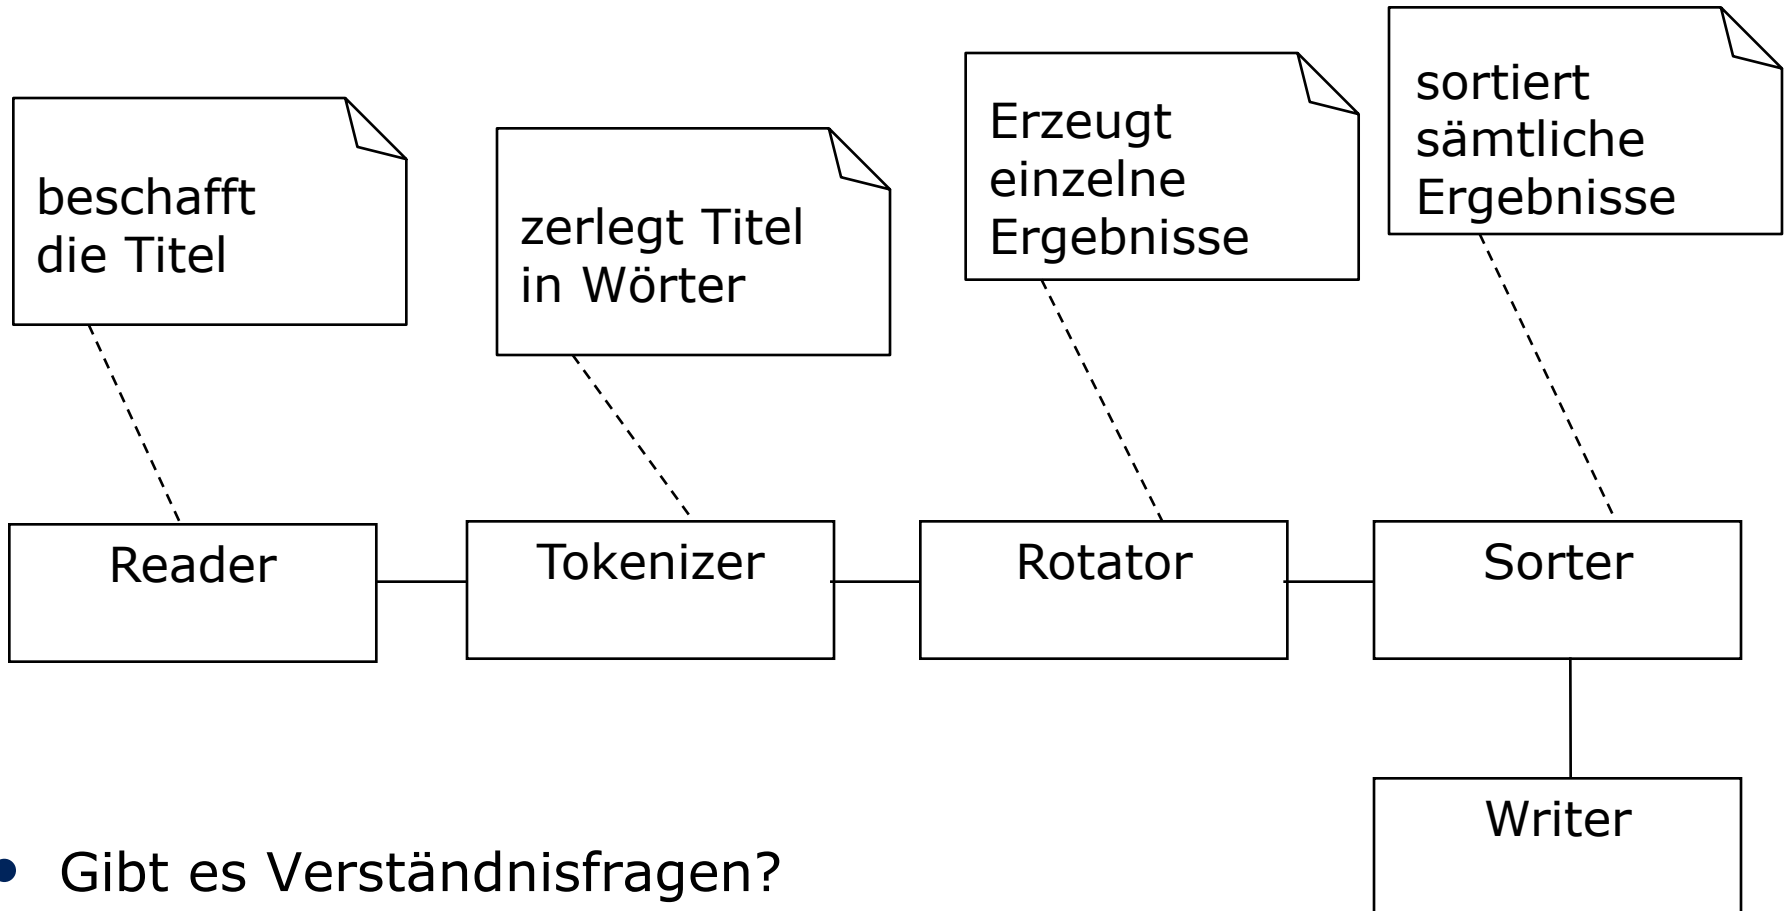 beschafft
die Titel
zerlegt Titel
in Wörter
Erzeugt
einzelne
Ergebnisse
sortiert
sämtliche
Ergebnisse
Reader
Tokenizer
Rotator
Sorter
Writer
• Gibt es Verständnisfragen?